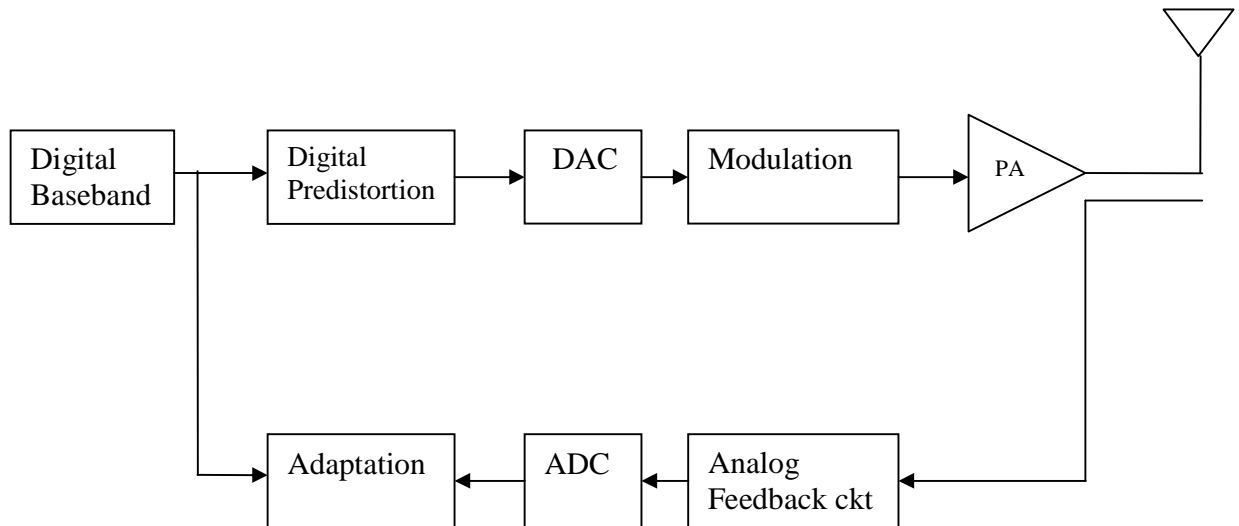 Digital
Baseband
Digital
Predistortion
DAC
Modulation
PA
Adaptation
ADC
Analog
Feedback ckt